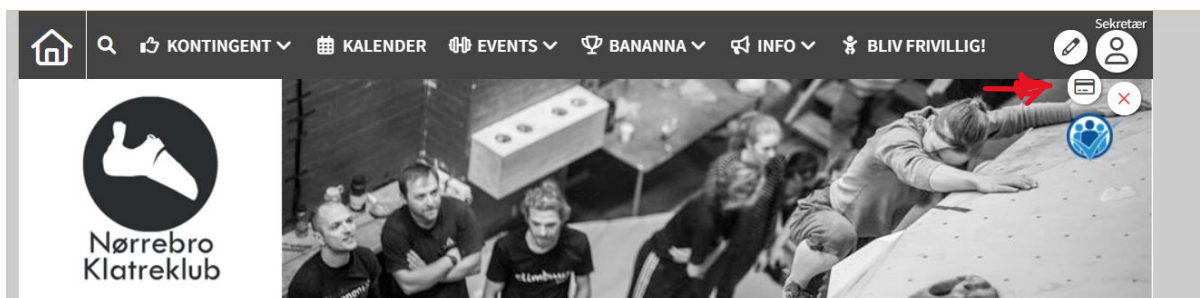 Sekretær
KONTINGENT
KALENDER
EVENTS
BANANNA
INFO
BLIV FRIVILLIG!
Nørrebro
Klatreklub